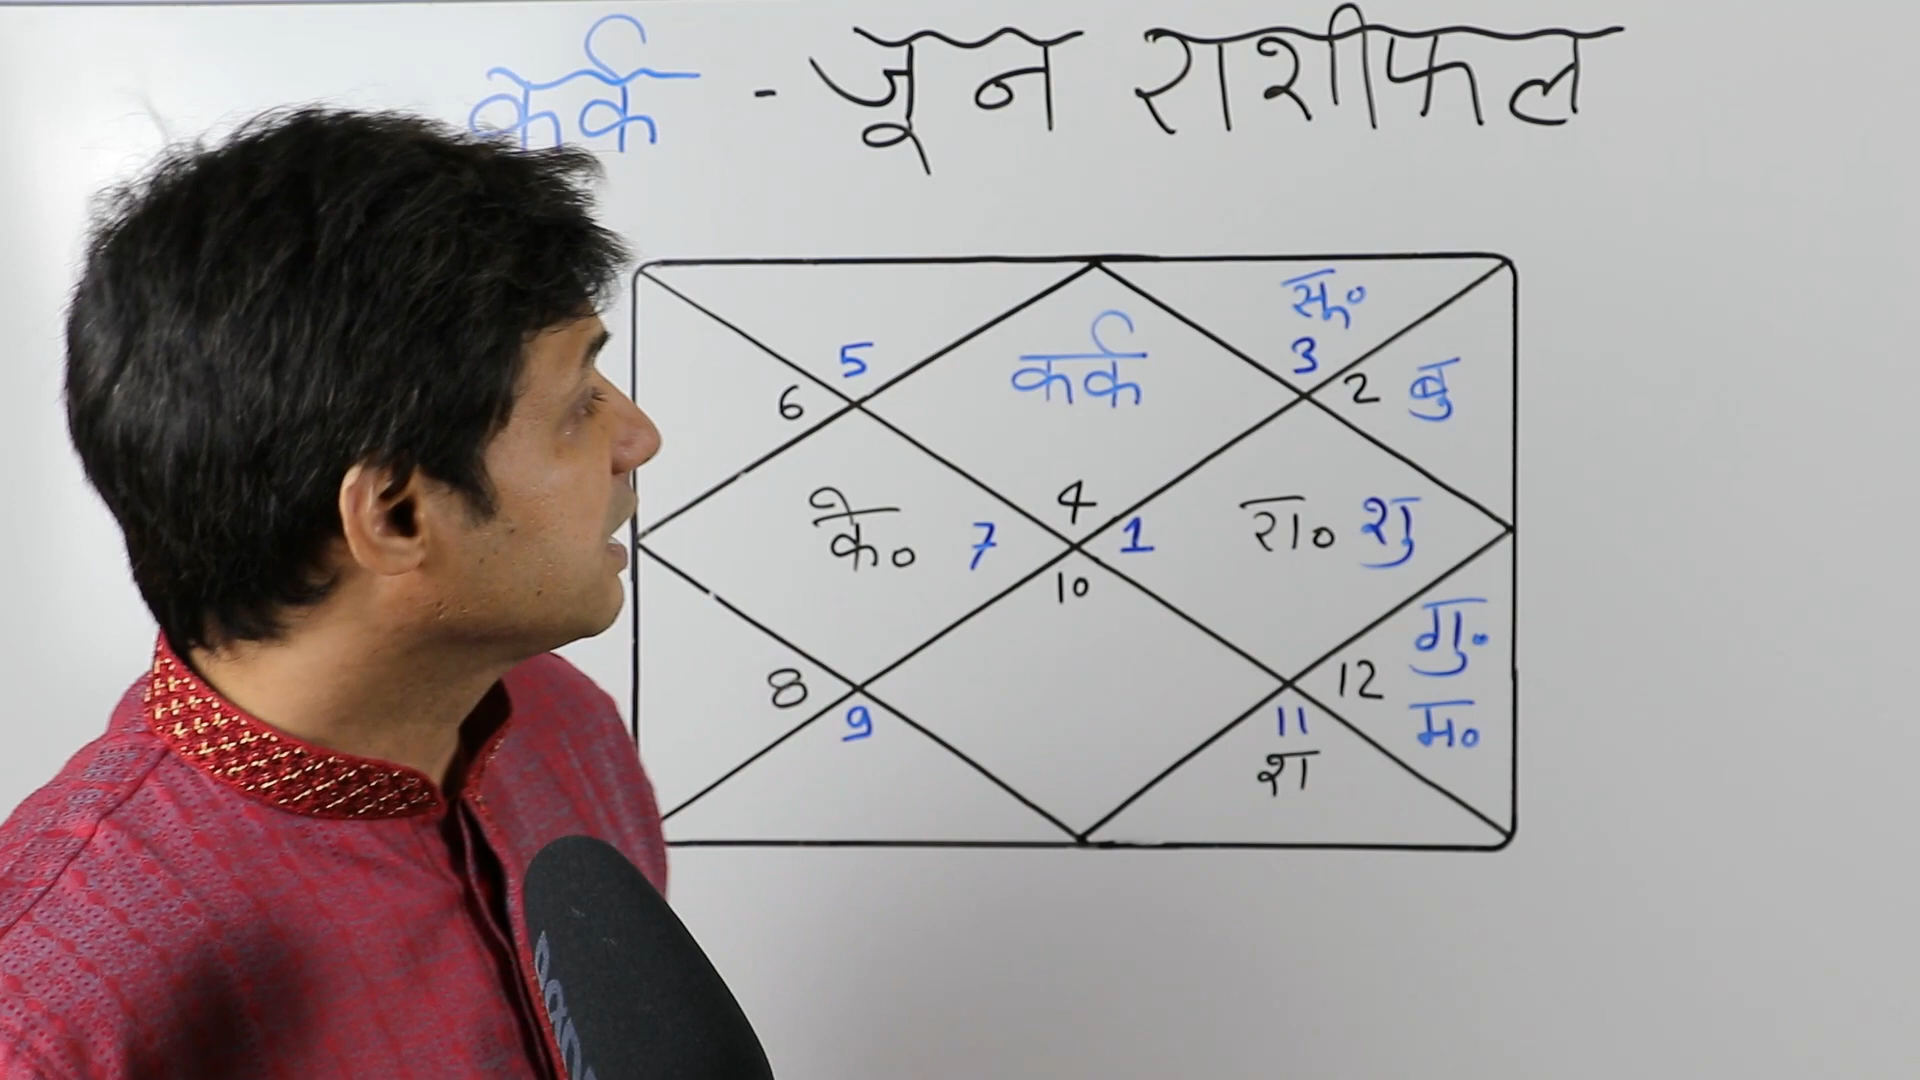 कर्क - जून राशीफल
सू०
5 कर्क 3
6 2 बु
4
के० 7 1 रा० शु
10
गु०
8 12
9 11 म०
श